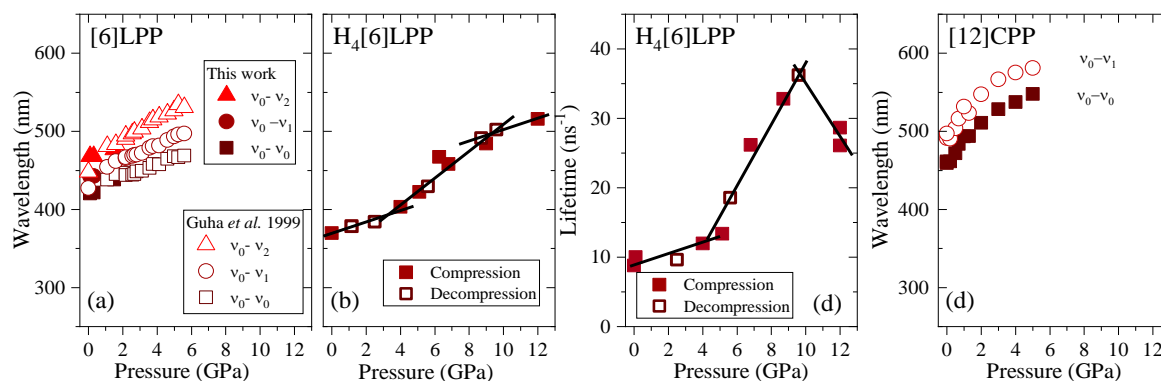 [6]LPP
This work
ν₀- ν₂
ν₀ –ν₁
ν₀- ν₀
Guha et al. 1999
ν₀- ν₂
ν₀- ν₁
ν₀- ν₀
(a)
600
500
400
300
Wavelength (nm)
0 2 4 6 8 10 12
Pressure (GPa)
H₄[6]LPP
Compression
Decompression
(b)
0 2 4 6 8 10 12
Pressure (GPa)
H₄[6]LPP
40
30
20
10
0
Lifetime (ns⁻¹)
Compression
Decompression
(d)
0 2 4 6 8 10 12
Pressure (GPa)
[12]CPP
600
500
400
300
Wavelength (nm)
ν₀–ν₁
ν₀–ν₀
(d)
0 2 4 6 8 10 12
Pressure (GPa)